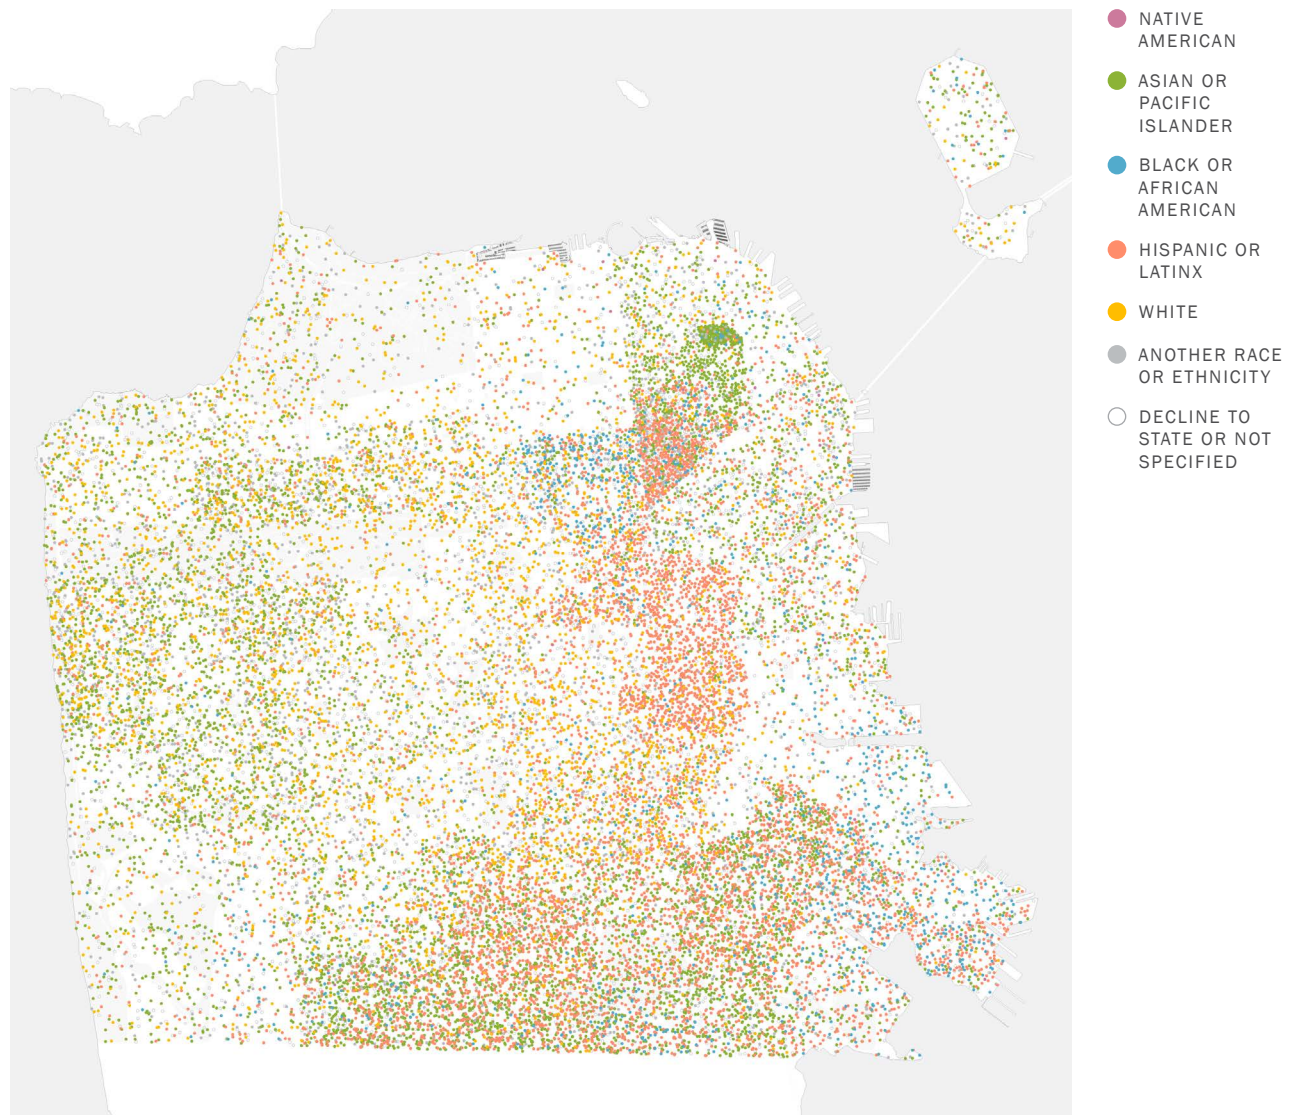 NATIVE
AMERICAN
ASIAN OR
PACIFIC
ISLANDER
BLACK OR
AFRICAN
AMERICAN
HISPANIC OR
LATINX
WHITE
ANOTHER RACE
OR ETHNICITY
DECLINE TO
STATE OR NOT
SPECIFIED